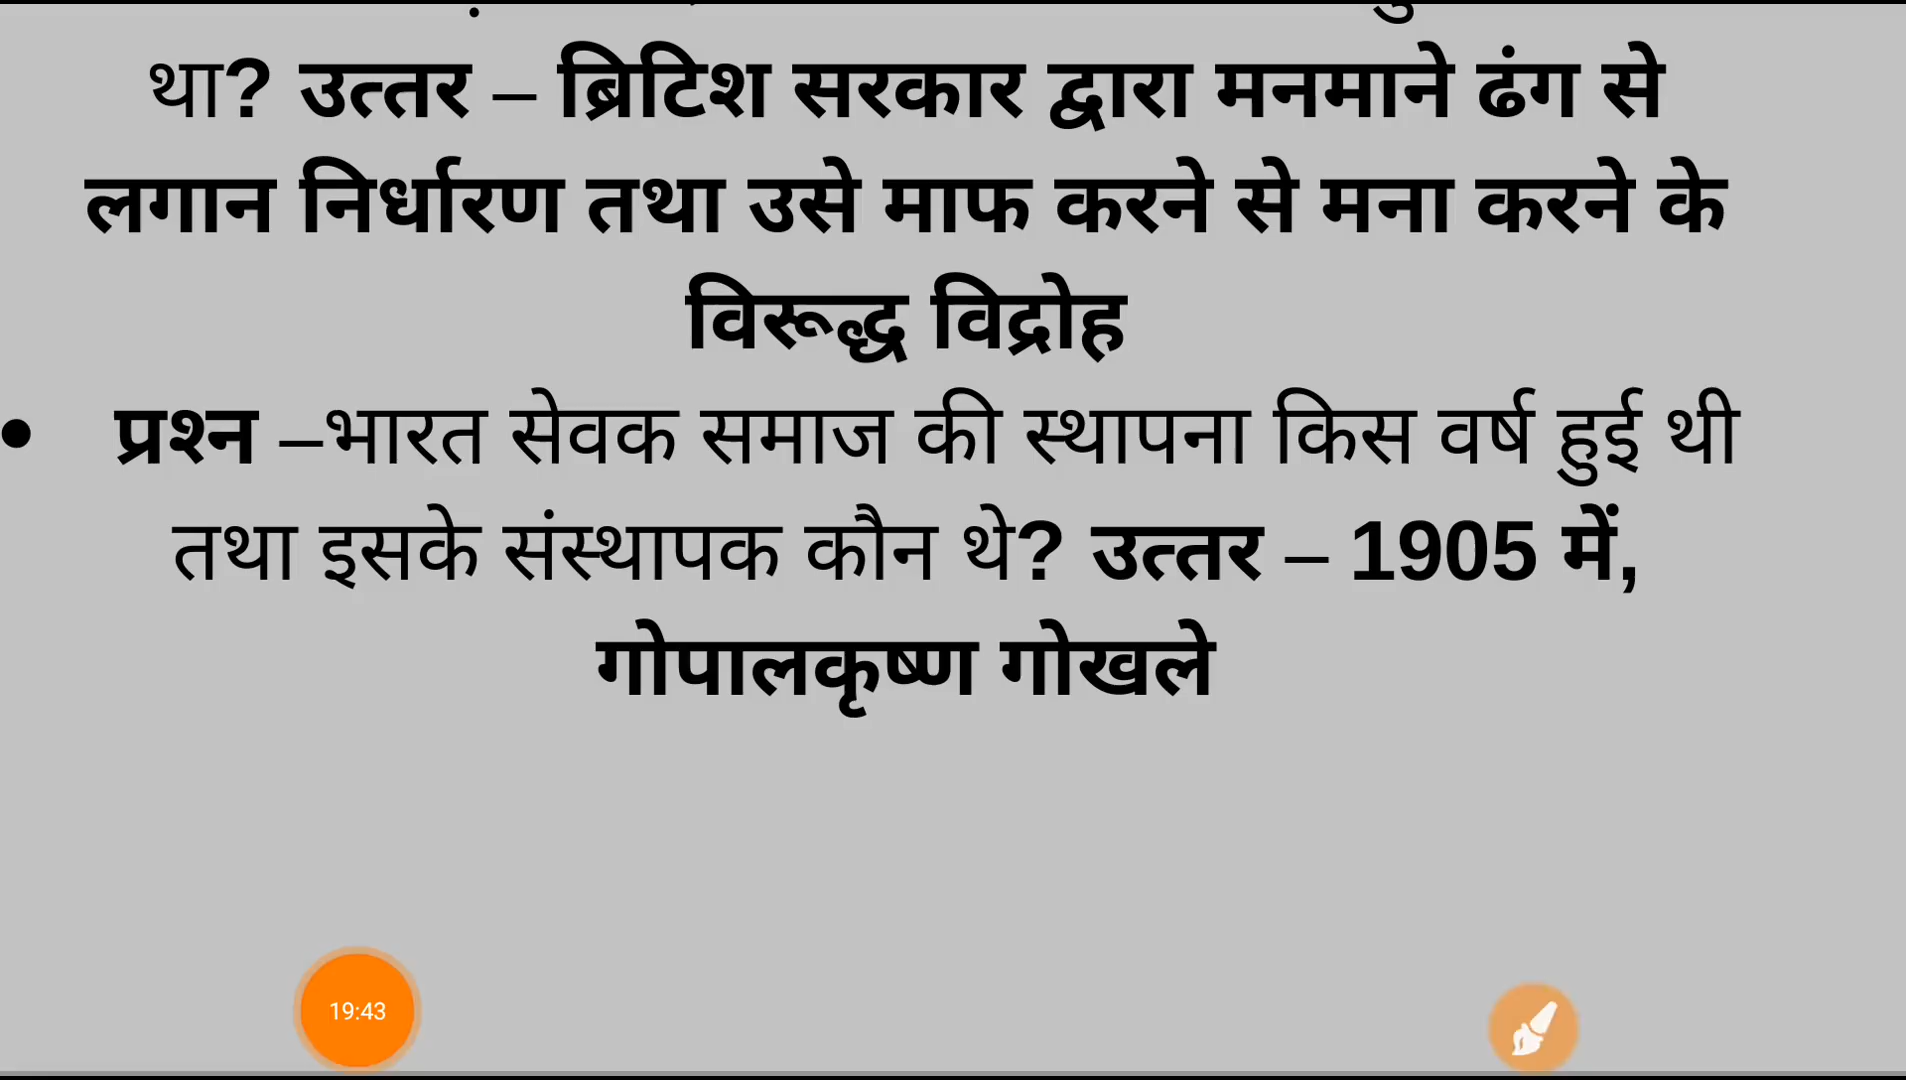 था? उत्तर – ब्रिटिश सरकार द्वारा मनमाने ढंग से
लगान निर्धारण तथा उसे माफ करने से मना करने के
विरूद्ध विद्रोह
• प्रश्न –भारत सेवक समाज की स्थापना किस वर्ष हुई थी
तथा इसके संस्थापक कौन थे? उत्तर – 1905 में,
गोपालकृष्ण गोखले
19:43